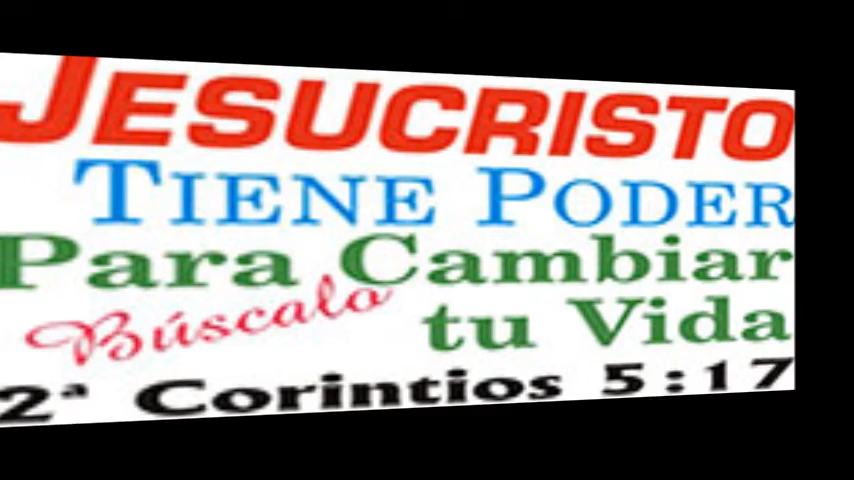 JESUCRISTO
TIENE PODER
Para Cambiar
Búscalo tu Vida
2ª Corintios 5:17